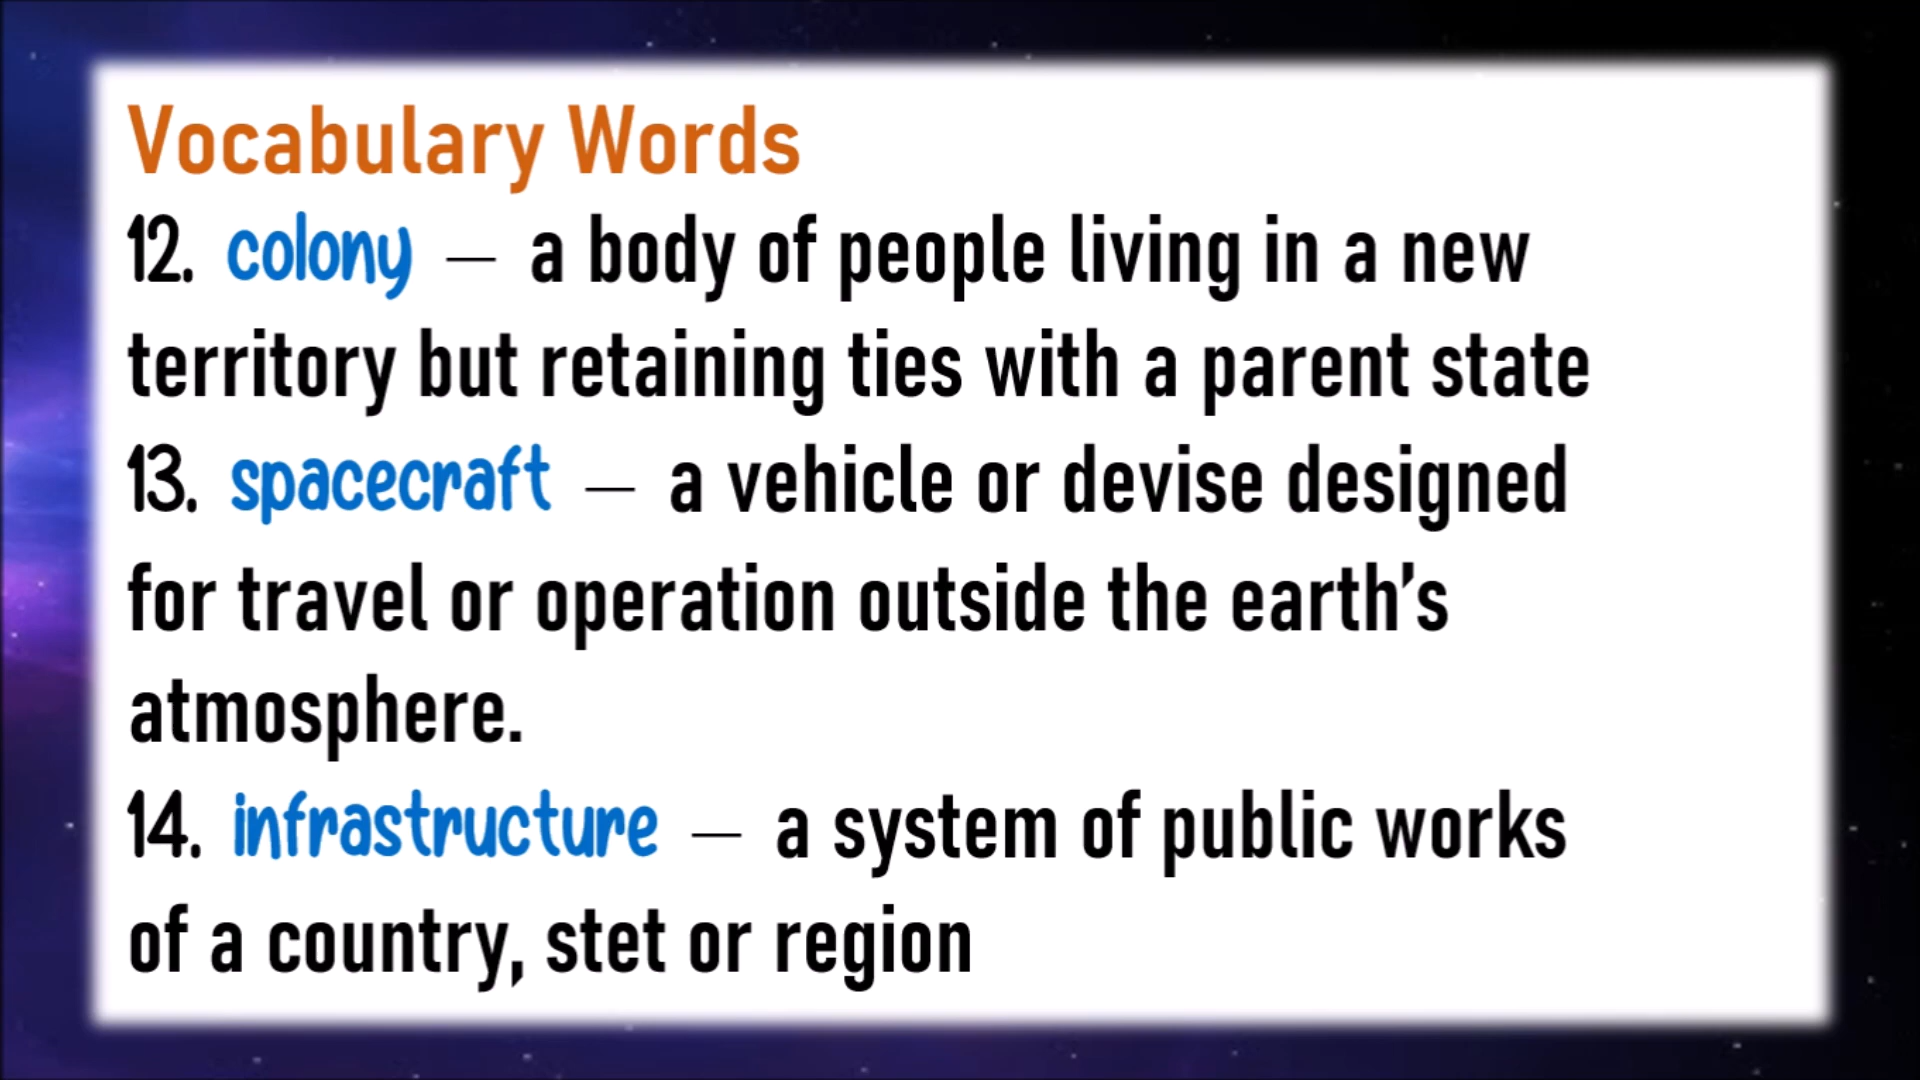 Vocabulary Words
12. colony – a body of people living in a new
territory but retaining ties with a parent state
13. spacecraft – a vehicle or devise designed
for travel or operation outside the earth’s
atmosphere.
14. infrastructure – a system of public works
of a country, stet or region